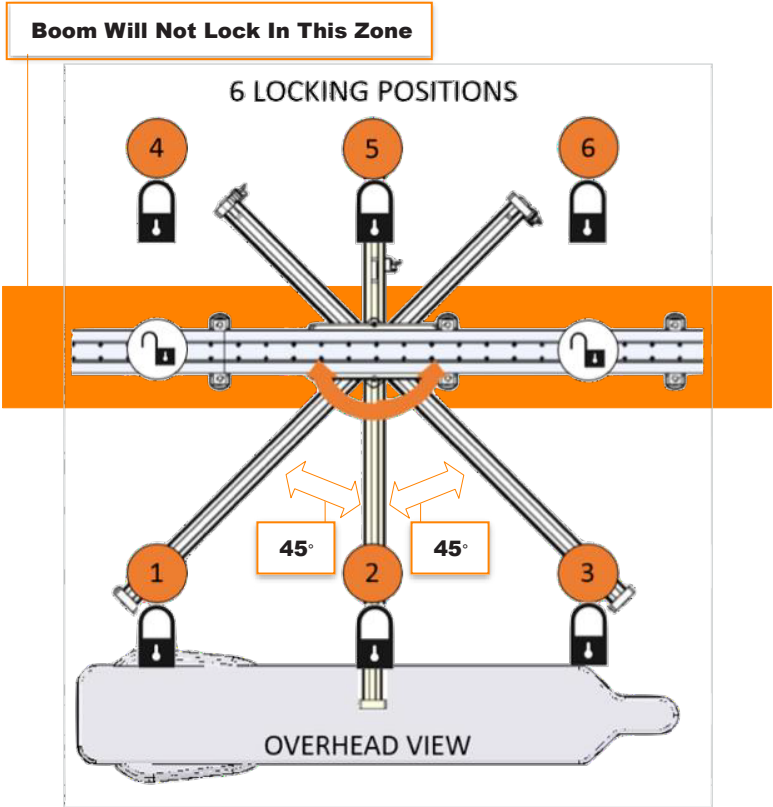 Boom Will Not Lock In This Zone
6 LOCKING POSITIONS
4 5 6
45° 45°
1 2 3
OVERHEAD VIEW